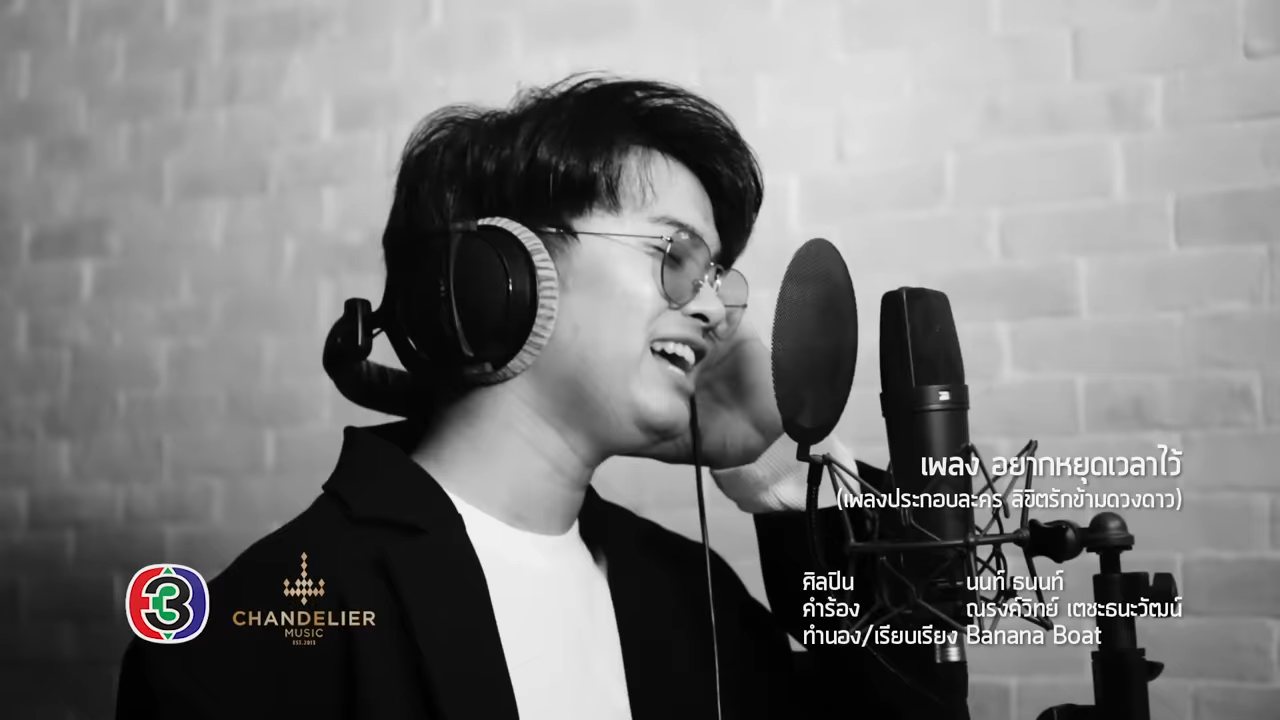 เพลง อยากหยุดเวลาไว้
(เพลงประกอบละคร ลิขิตรักข้ามดวงดาว)
ศิลปิน นนท์ ธนนท์
คำร้อง ณรงค์วิทย์ เตชะธนะวัฒน์
ทำนอง/เรียบเรียง Banana Boat
3
CHANDELIER
MUSIC
EST.2013